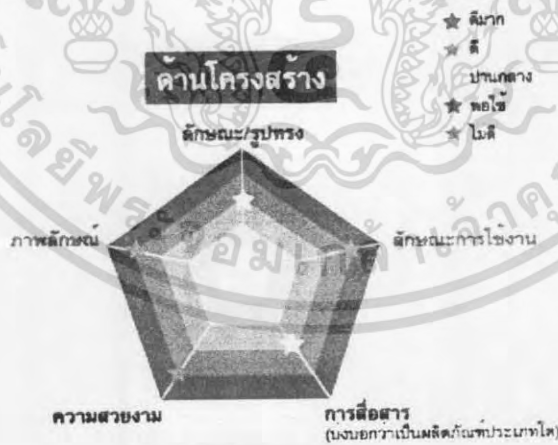 ดีมาก
ดี
ปานกลาง
พอใช้
ไม่ดี
ด้านโครงสร้าง
ลักษณะ/รูปทรง
ภาพลักษณ์
ลักษณะการใช้งาน
ความสวยงาม
การสื่อสาร
(บ่งบอกว่าเป็นผลิตภัณฑ์ประเภทใด)